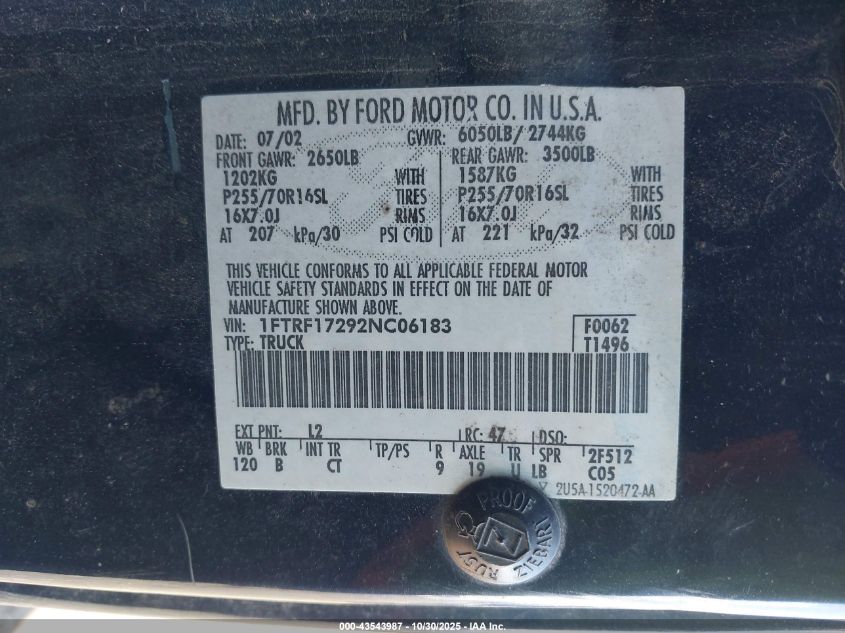 MFD. BY FORD MOTOR CO. IN U.S.A.
DATE: 07/02 GVWR: 6050LB/ 2744KG
FRONT GAWR: 2650LB REAR GAWR: 3500LB
1202KG WITH 1587KG WITH
P255/70R16SL TIRES P255/70R16SL TIRES
16X7.0J RIMS 16X7.0J RIMS
AT 207 kPa/30 PSI COLD AT 221 kPa/32 PSI COLD
THIS VEHICLE CONFORMS TO ALL APPLICABLE FEDERAL MOTOR
VEHICLE SAFETY STANDARDS IN EFFECT ON THE DATE OF
MANUFACTURE SHOWN ABOVE.
VIN: 1FTRF17292NC06183 F0062
TYPE: TRUCK T1496
EXT PNT: L2 RC: 47 DSO:
WB BRK INT TR TP/PS R AXLE TR SPR 2F512
120 B CT 9 19 U LB C05
2U5A-1520472-AA
RUST PROOF ZIEBART
000-43543987 - 10/30/2025 - IAA Inc.